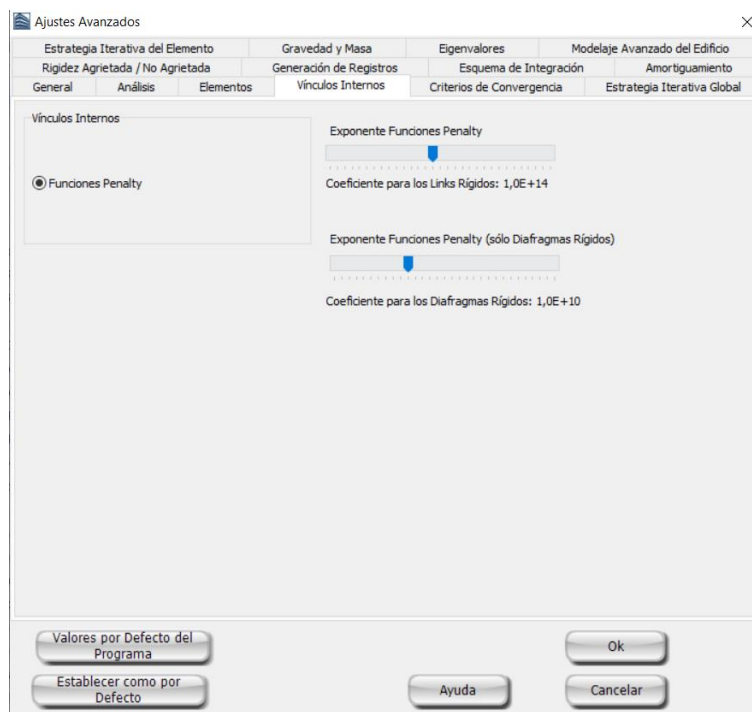 Ajustes Avanzados
Estrategia Iterativa del Elemento
Gravedad y Masa
Eigenvalores
Modelaje Avanzado del Edificio
Rigidez Agrietada / No Agrietada
Generación de Registros
Esquema de Integración
Amortiguamiento
General
Análisis
Elementos
Vínculos Internos
Criterios de Convergencia
Estrategia Iterativa Global
Vínculos Internos
Funciones Penalty
Exponente Funciones Penalty
Coeficiente para los Links Rígidos: 1,0E+14
Exponente Funciones Penalty (sólo Diafragmas Rígidos)
Coeficiente para los Diafragmas Rígidos: 1,0E+10
Valores por Defecto del
Programa
Ok
Establecer como por
Defecto
Ayuda
Cancelar